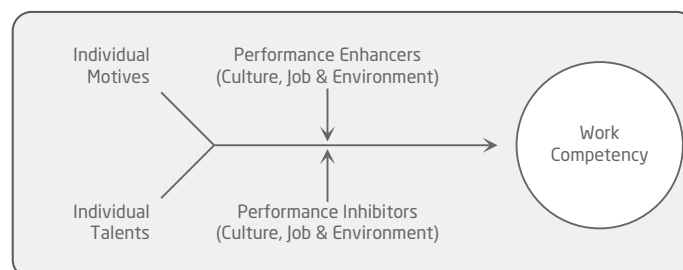 Individual
Motives
Performance Enhancers
(Culture, Job & Environment)
Work
Competency
Individual
Talents
Performance Inhibitors
(Culture, Job & Environment)